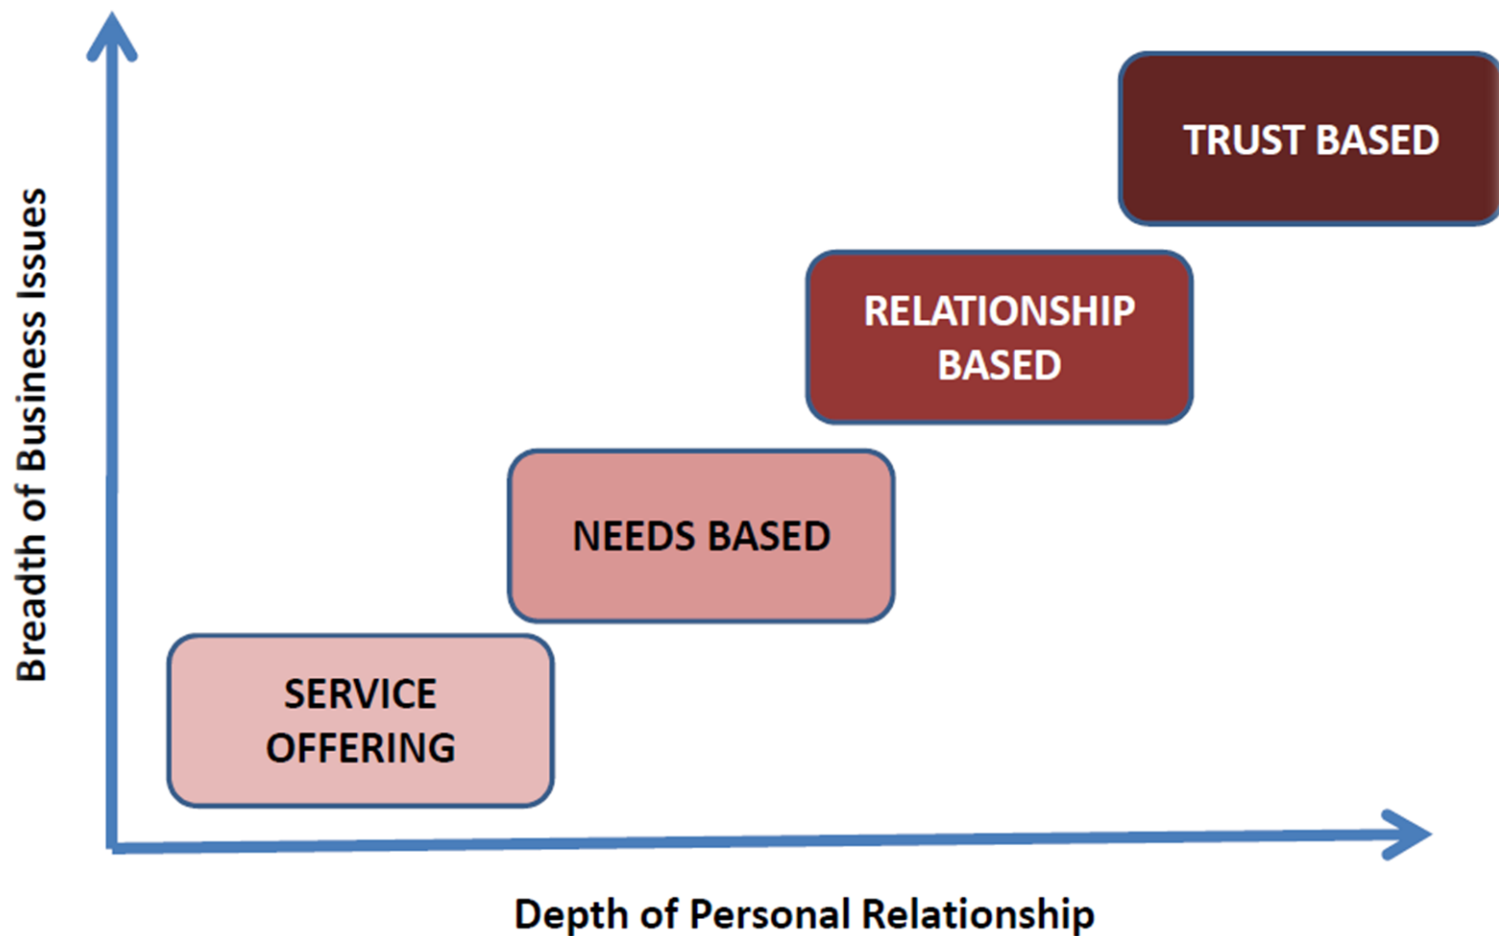 TRUST BASED
RELATIONSHIP
BASED
NEEDS BASED
SERVICE
OFFERING
Breadth of Business Issues
Depth of Personal Relationship